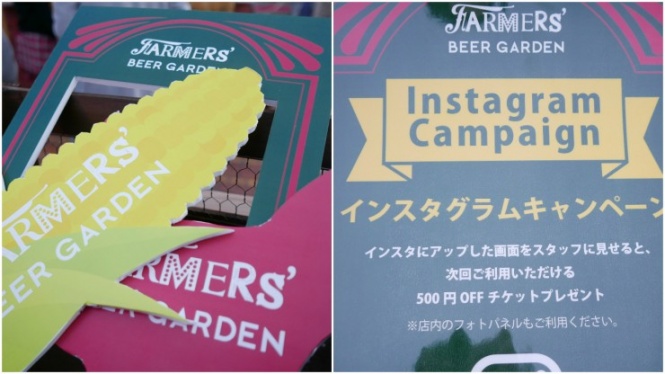 FARMERS'
BEER GARDEN
FARMERS'
BEER GARDEN
FARMERS'
BEER GARDEN
FARMERS'
BEER GARDEN
Instagram
Campaign
インスタグラムキャンペーン
インスタにアップした画面をスタッフに見せると、
次回ご利用いただける
500円OFFチケットプレゼント
※店内のフォトパネルもご利用ください。